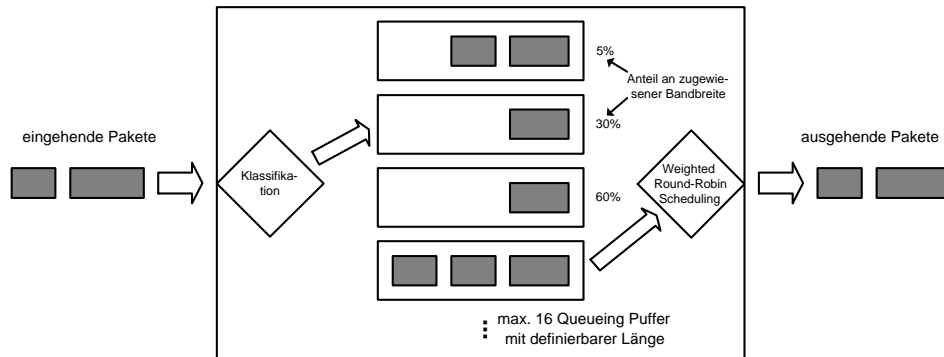 5%
Anteil an zugewie-
sener Bandbreite
30%
eingehende Pakete
ausgehende Pakete
Klassifika-
tion
Weighted
Round-Robin
Scheduling
60%
max. 16 Queueing Puffer
mit definierbarer Länge